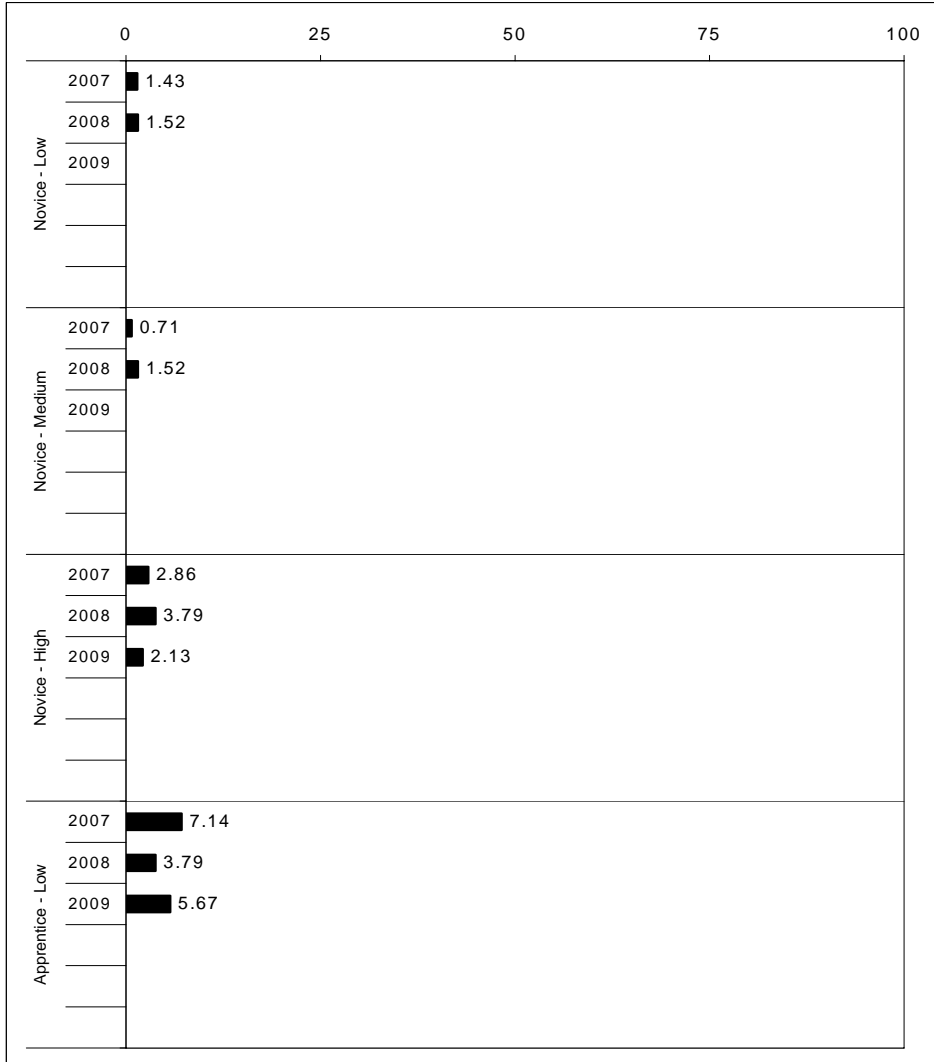 0 25 50 75 100
Novice - Low
2007 1.43
2008 1.52
2009
Novice - Medium
2007 0.71
2008 1.52
2009
Novice - High
2007 2.86
2008 3.79
2009 2.13
Apprentice - Low
2007 7.14
2008 3.79
2009 5.67